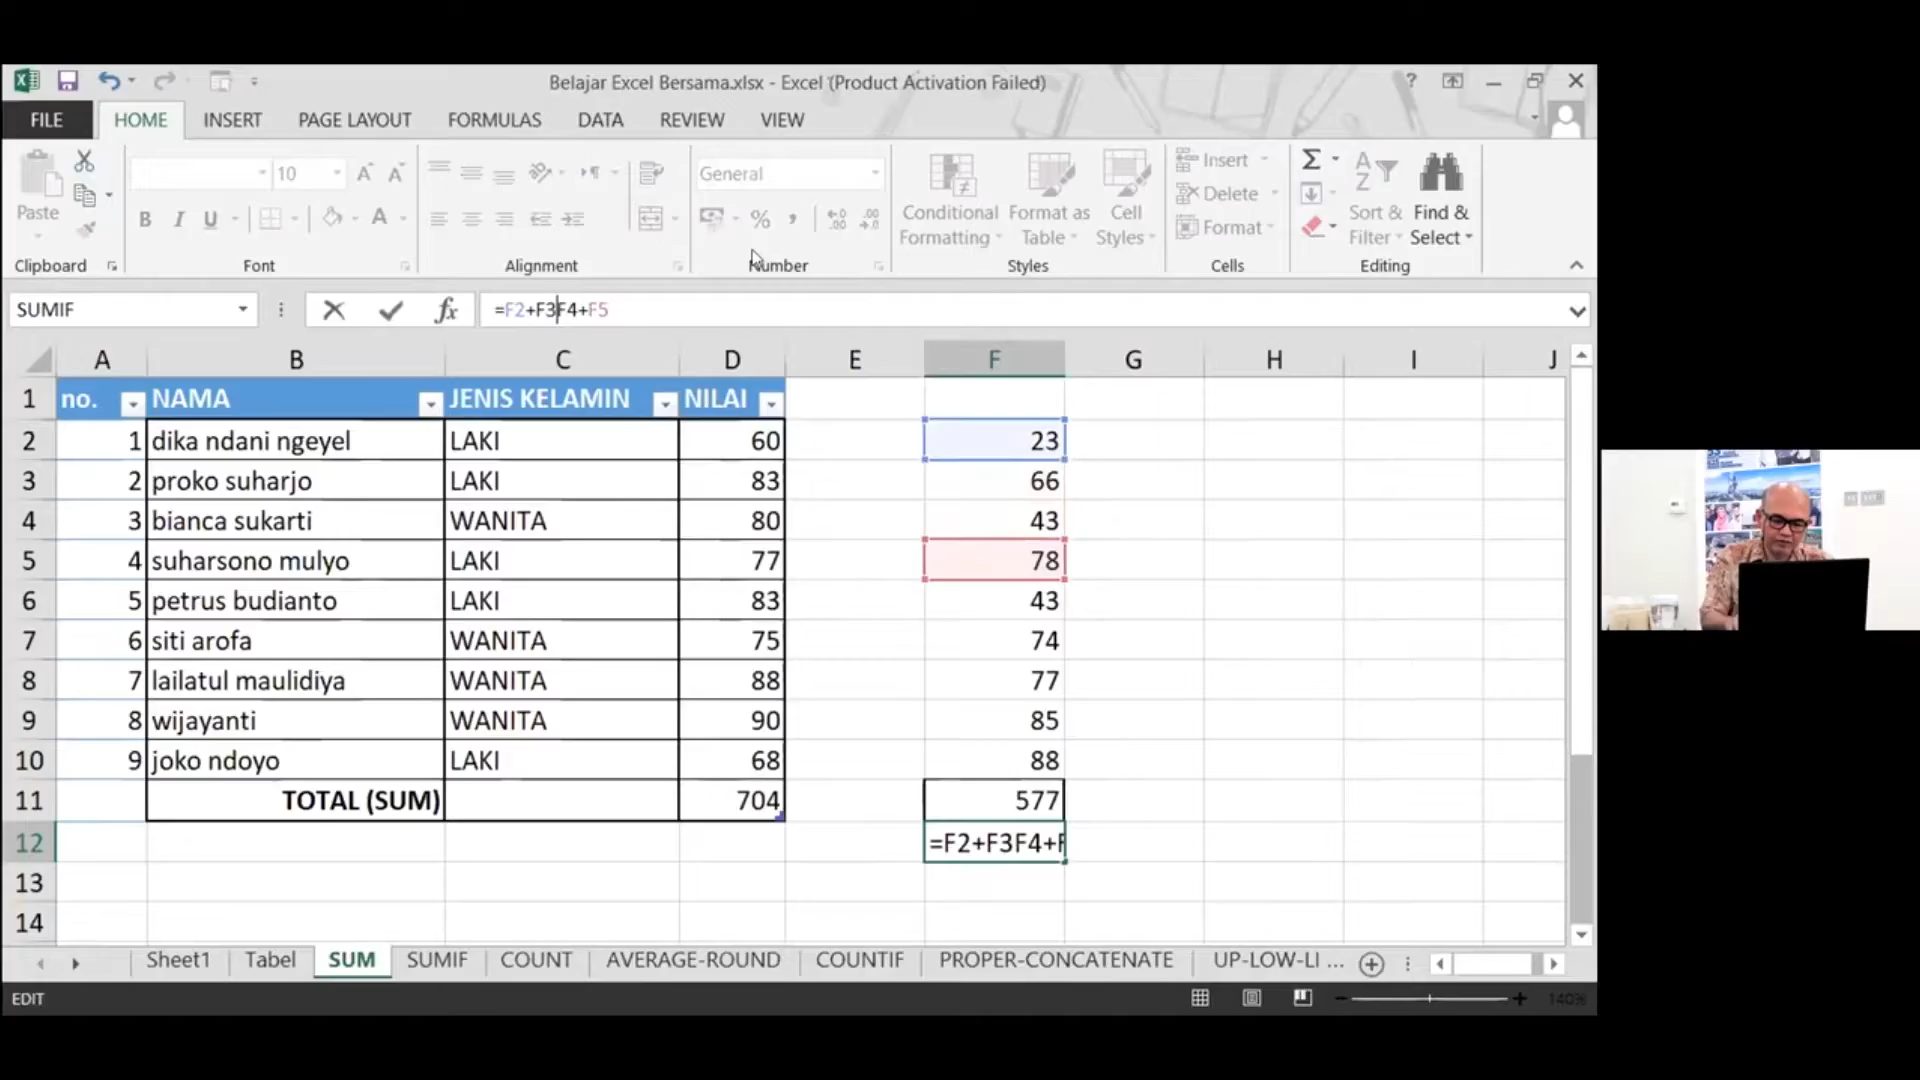 Belajar Excel Bersama.xlsx - Excel (Product Activation Failed)
?
FILE HOME INSERT PAGE LAYOUT FORMULAS DATA REVIEW VIEW
Paste
Clipboard
10
B I U
Font
Alignment
General
%
Number
Conditional Formatting
Format as Table
Cell Styles
Styles
Insert
Delete
Format
Cells
Sort & Filter
Find & Select
Editing
SUMIF
fx
=F2+F3F4+F5
A B C D E F G H I J
1 no. NAMA JENIS KELAMIN NILAI
2 1 dika ndani ngeyel LAKI 60 23
3 2 proko suharjo LAKI 83 66
4 3 bianca sukarti WANITA 80 43
5 4 suharsono mulyo LAKI 77 78
6 5 petrus budianto LAKI 83 43
7 6 siti arofa WANITA 75 74
8 7 lailatul maulidiya WANITA 88 77
9 8 wijayanti WANITA 90 85
10 9 joko ndoyo LAKI 68 88
11 TOTAL (SUM) 704 577
12 =F2+F3F4+F
13
14
Sheet1 Tabel SUM SUMIF COUNT AVERAGE-ROUND COUNTIF PROPER-CONCATENATE UP-LOW-LI ...
EDIT
140%